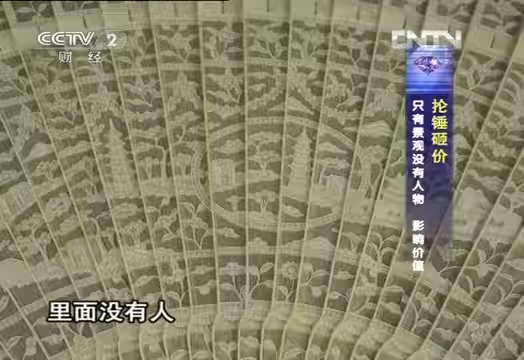 CCTV 2
财经
CNTV
抡锤砸价
只有景观没有人物 影响价值
里面没有人